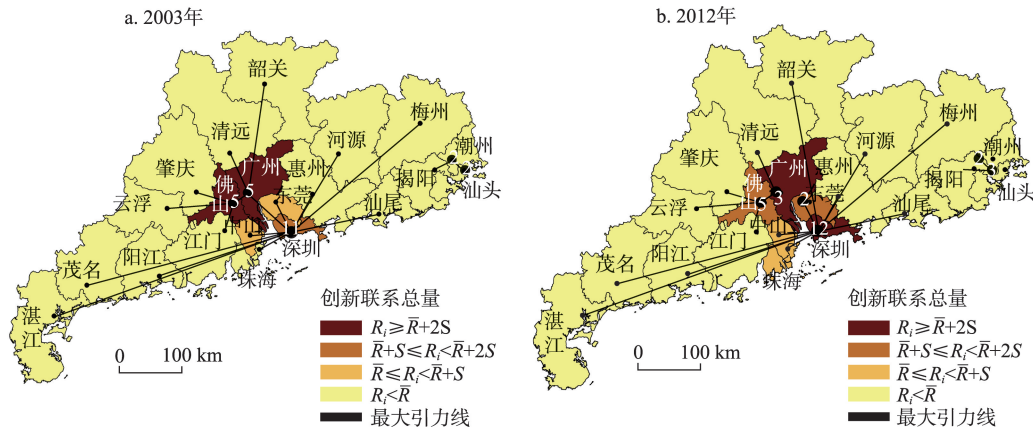 a. 2003年
韶关
梅州
清远
河源
潮州
广州
惠州
肇庆
佛山
揭阳
汕头
5
5
东莞
云浮
汕尾
中山
11
江门
深圳
阳江
珠海
茂名
湛江
创新联系总量
Rᵢ≥R̄+2S
R̄+S≤Rᵢ<R̄+2S
R̄≤Rᵢ<R̄+S
Rᵢ<R̄
最大引力线
0 100 km
b. 2012年
韶关
梅州
清远
河源
潮州
广州
惠州
肇庆
佛山
揭阳
2
3
汕头
5
3
2
东莞
云浮
汕尾
中山
12
江门
深圳
阳江
珠海
茂名
湛江
创新联系总量
Rᵢ≥R̄+2S
R̄+S≤Rᵢ<R̄+2S
R̄≤Rᵢ<R̄+S
Rᵢ<R̄
最大引力线
0 100 km